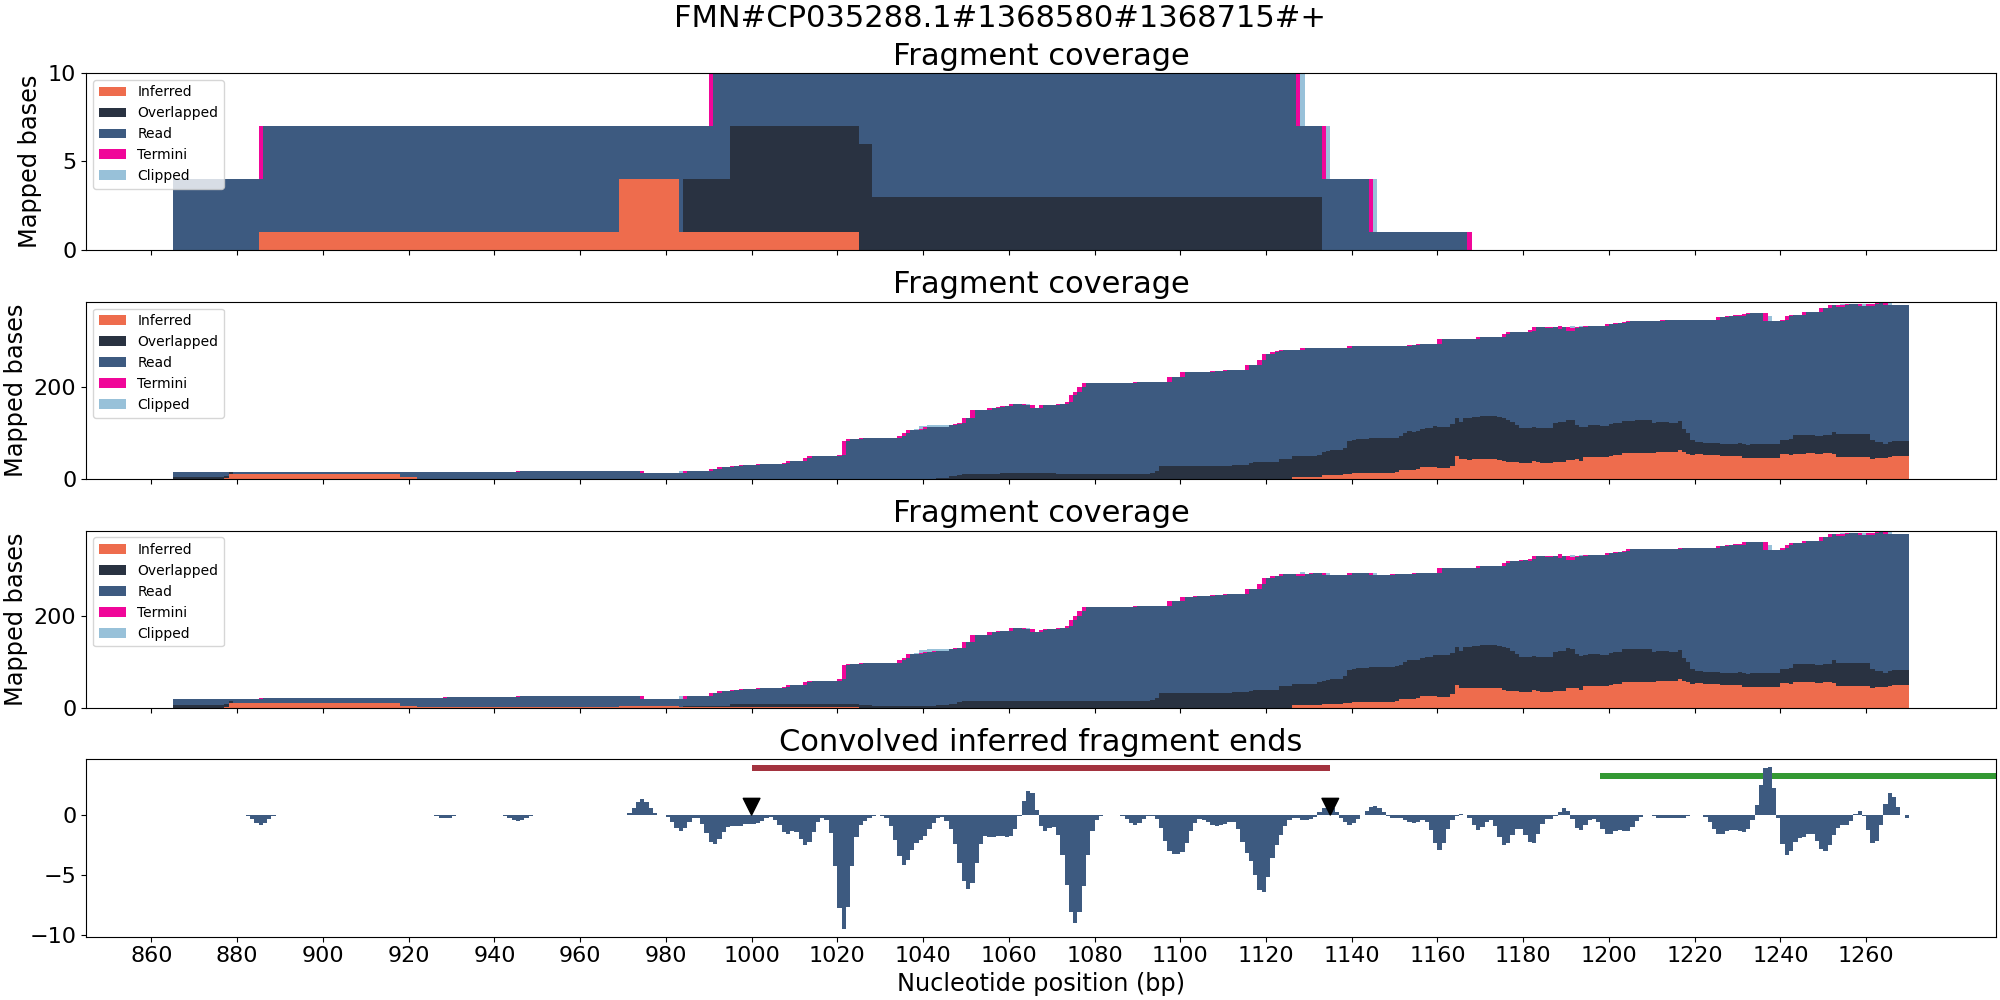 FMN#CP035288.1#1368580#1368715#+
Fragment coverage
Mapped bases
10
5
0
Inferred
Overlapped
Read
Termini
Clipped
Fragment coverage
Mapped bases
200
0
Inferred
Overlapped
Read
Termini
Clipped
Fragment coverage
Mapped bases
200
0
Inferred
Overlapped
Read
Termini
Clipped
Convolved inferred fragment ends
0
−5
−10
860 880 900 920 940 960 980 1000 1020 1040 1060 1080 1100 1120 1140 1160 1180 1200 1220 1240 1260
Nucleotide position (bp)